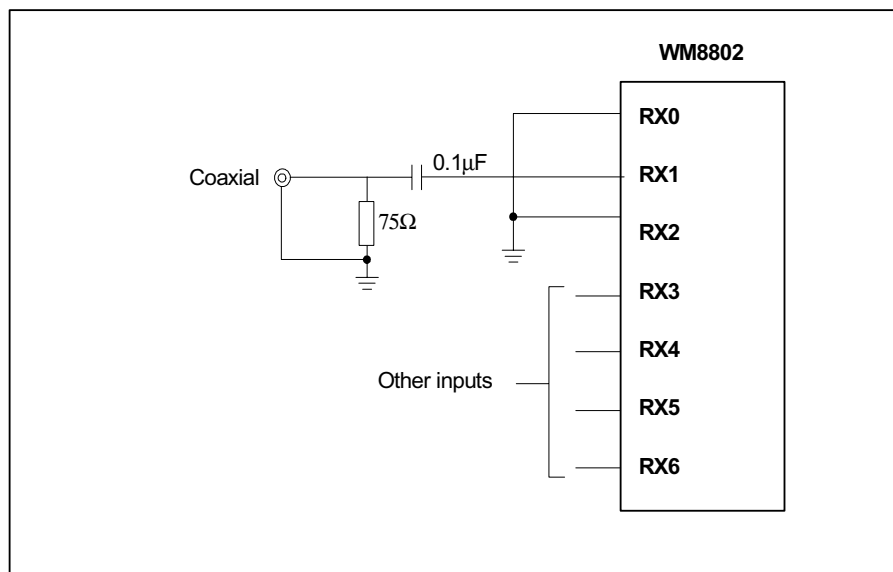 WM8802
RX0
0.1μF
Coaxial
RX1
75Ω
RX2
RX3
RX4
Other inputs
RX5
RX6